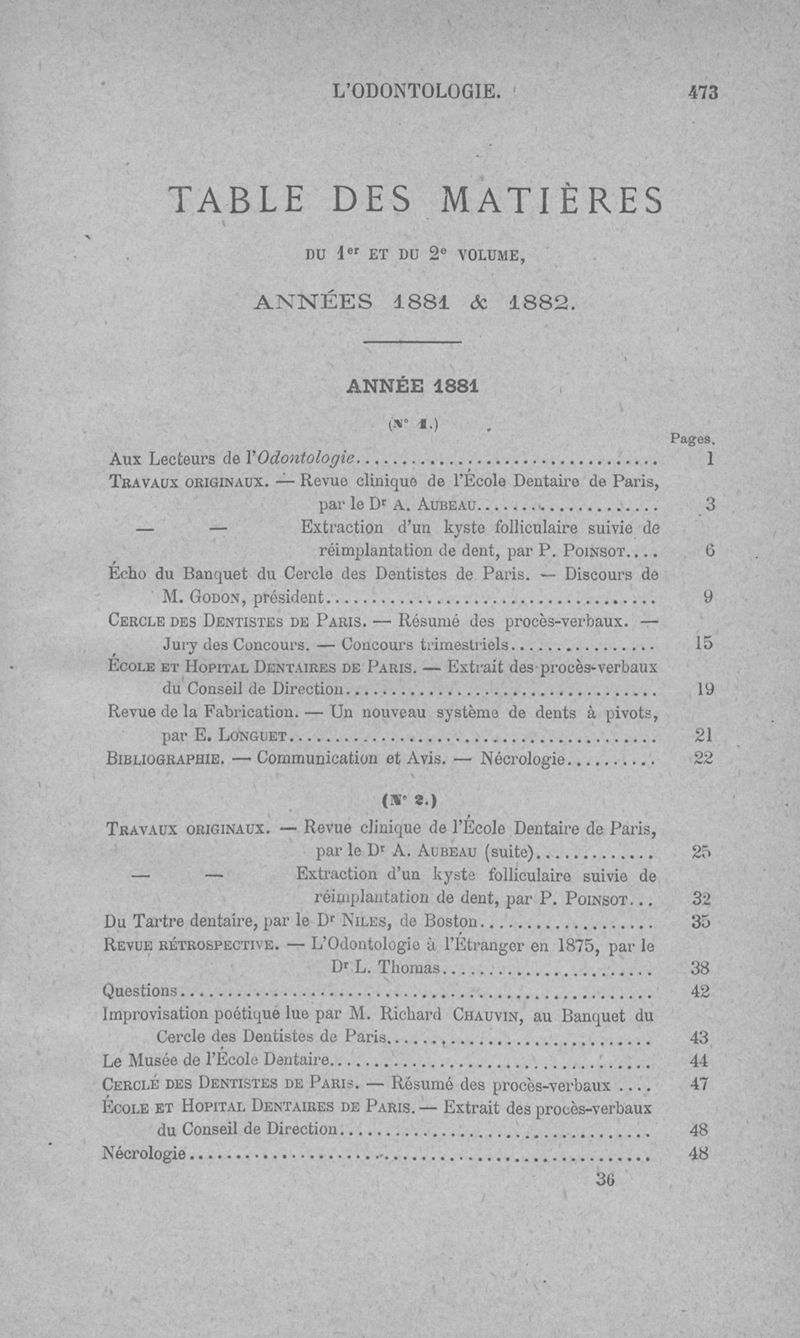 L'ODONTOLOGIE. 473
TABLE DES MATIÈRES
DU 1er ET DU 2e VOLUME,
ANNÉES 1881 & 1882.
ANNÉE 1881
(N° 1.)
Pages.
Aux Lecteurs de l'Odontologie.................................. 1
TRAVAUX ORIGINAUX. — Revue clinique de l'École Dentaire de Paris,
par le Dr A. AUBEAU.................... 3
— — Extraction d'un kyste folliculaire suivie de
réimplantation de dent, par P. POINSOT.... 6
Écho du Banquet du Cercle des Dentistes de Paris. — Discours de
M. GODON, président.................................... 9
CERCLE DES DENTISTES DE PARIS. — Résumé des procès-verbaux. —
Jury des Concours. — Concours trimestriels................ 15
ÉCOLE ET HOPITAL DENTAIRES DE PARIS. — Extrait des procès-verbaux
du Conseil de Direction.................................. 19
Revue de la Fabrication. — Un nouveau système de dents à pivots,
par E. LONGUET........................................ 21
BIBLIOGRAPHIE. — Communication et Avis. — Nécrologie.......... 22
(N° 2.)
TRAVAUX ORIGINAUX. — Revue clinique de l'École Dentaire de Paris,
par le Dr A. AUBEAU (suite)............. 25
— — Extraction d'un kyste folliculaire suivie de
réimplantation de dent, par P. POINSOT... 32
Du Tartre dentaire, par le Dr NILES, de Boston................... 35
REVUE RÉTROSPECTIVE. — L'Odontologie à l'Étranger en 1875, par le
Dr L. Thomas....................... 38
Questions................................................... 42
Improvisation poétique lue par M. Richard CHAUVIN, au Banquet du
Cercle des Dentistes de Paris............................. 43
Le Musée de l'École Dentaire................................... 44
CERCLÉ DES DENTISTES DE PARIS. — Résumé des procès-verbaux .... 47
ÉCOLE ET HOPITAL DENTAIRES DE PARIS. — Extrait des procès-verbaux
du Conseil de Direction.................................. 48
Nécrologie................................................... 48
36